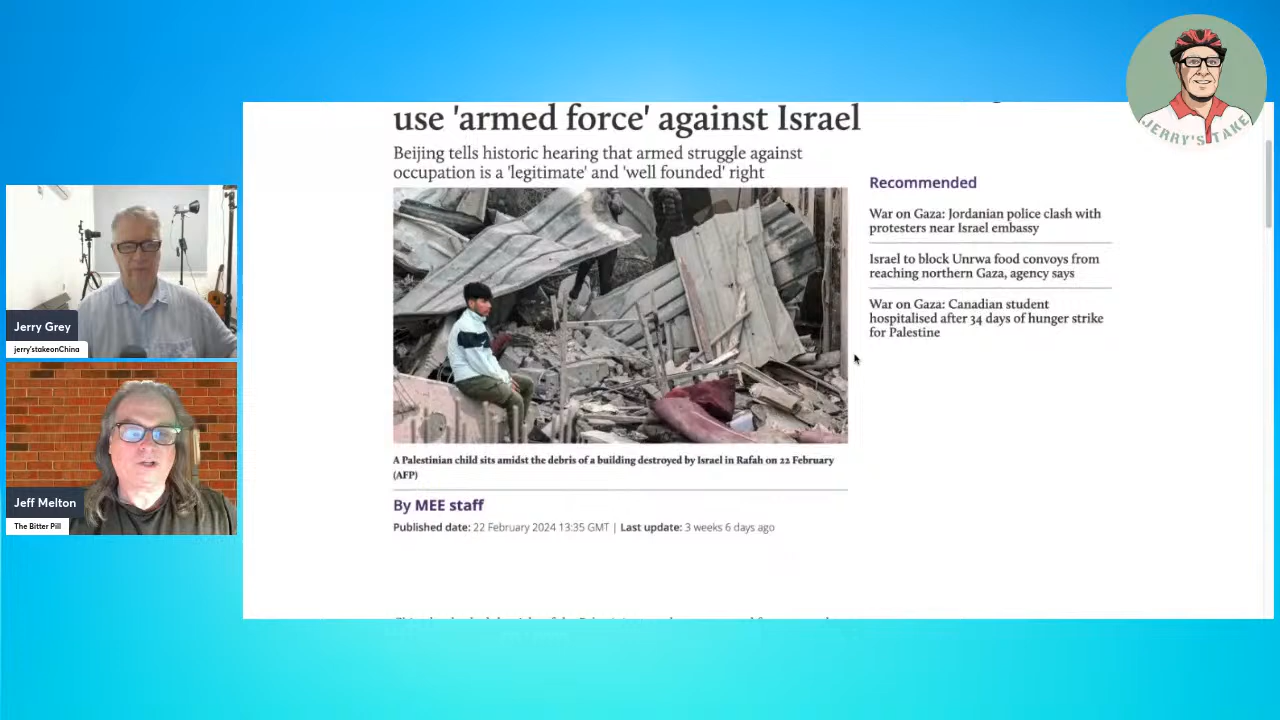 JERRY'S TAKE
use 'armed force' against Israel
Beijing tells historic hearing that armed struggle against
occupation is a 'legitimate' and 'well founded' right
Recommended
War on Gaza: Jordanian police clash with
protesters near Israel embassy
Israel to block Unrwa food convoys from
reaching northern Gaza, agency says
War on Gaza: Canadian student
hospitalised after 34 days of hunger strike
for Palestine
A Palestinian child sits amidst the debris of a building destroyed by Israel in Rafah on 22 February
(AFP)
By MEE staff
Published date: 22 February 2024 13:35 GMT | Last update: 3 weeks 6 days ago
Jerry Grey
jerry'stakeonChina
Jeff Melton
The Bitter Pill